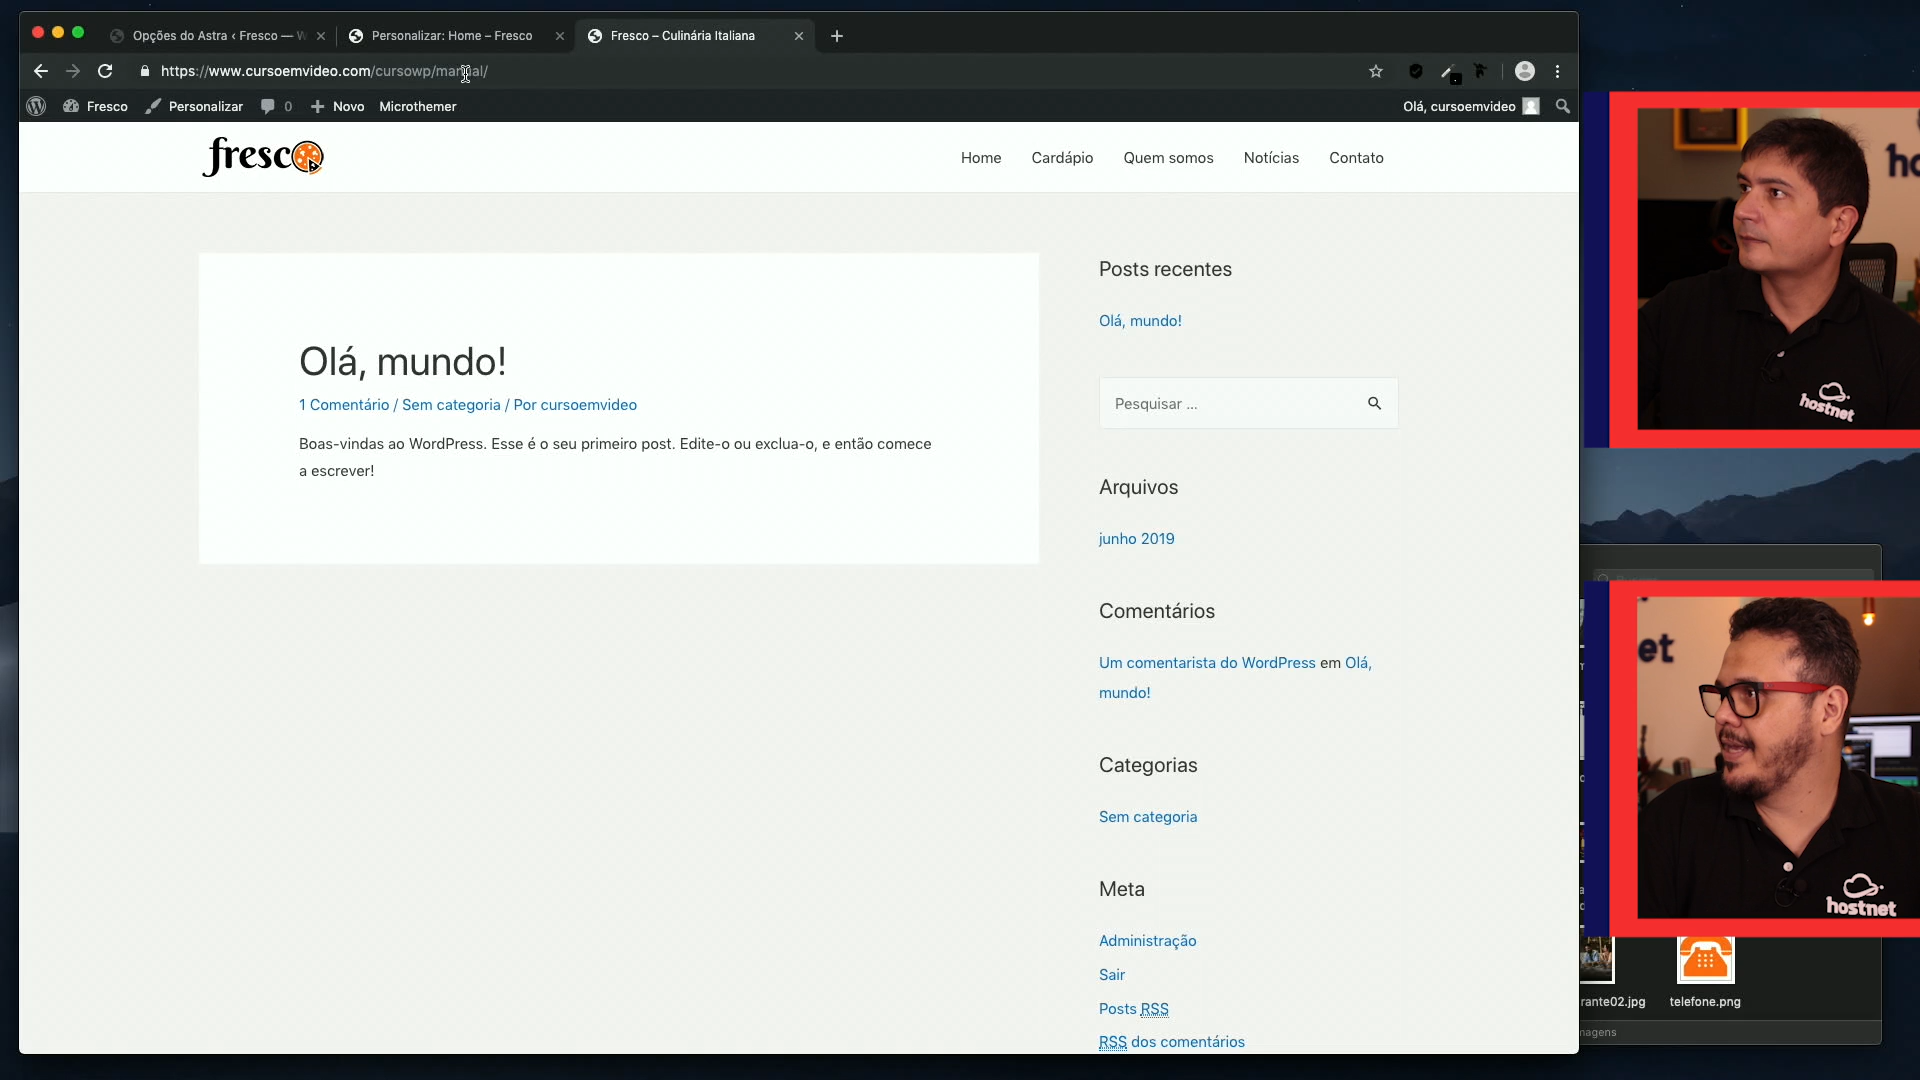 Opções do Astra ‹ Fresco — W
Personalizar: Home – Fresco
Fresco – Culinária Italiana
https://www.cursoemvideo.com/cursowp/manual/
Fresco
Personalizar
0
Novo
Microthemer
Olá, cursoemvideo
fresco
Home
Cardápio
Quem somos
Notícias
Contato
Olá, mundo!
1 Comentário / Sem categoria / Por cursoemvideo
Boas-vindas ao WordPress. Esse é o seu primeiro post. Edite-o ou exclua-o, e então comece
a escrever!
Posts recentes
Olá, mundo!
Pesquisar ...
Arquivos
junho 2019
Comentários
Um comentarista do WordPress em Olá,
mundo!
Categorias
Sem categoria
Meta
Administração
Sair
Posts RSS
RSS dos comentários
ho
hostnet
et
hostnet
rante02.jpg
telefone.png
nagens